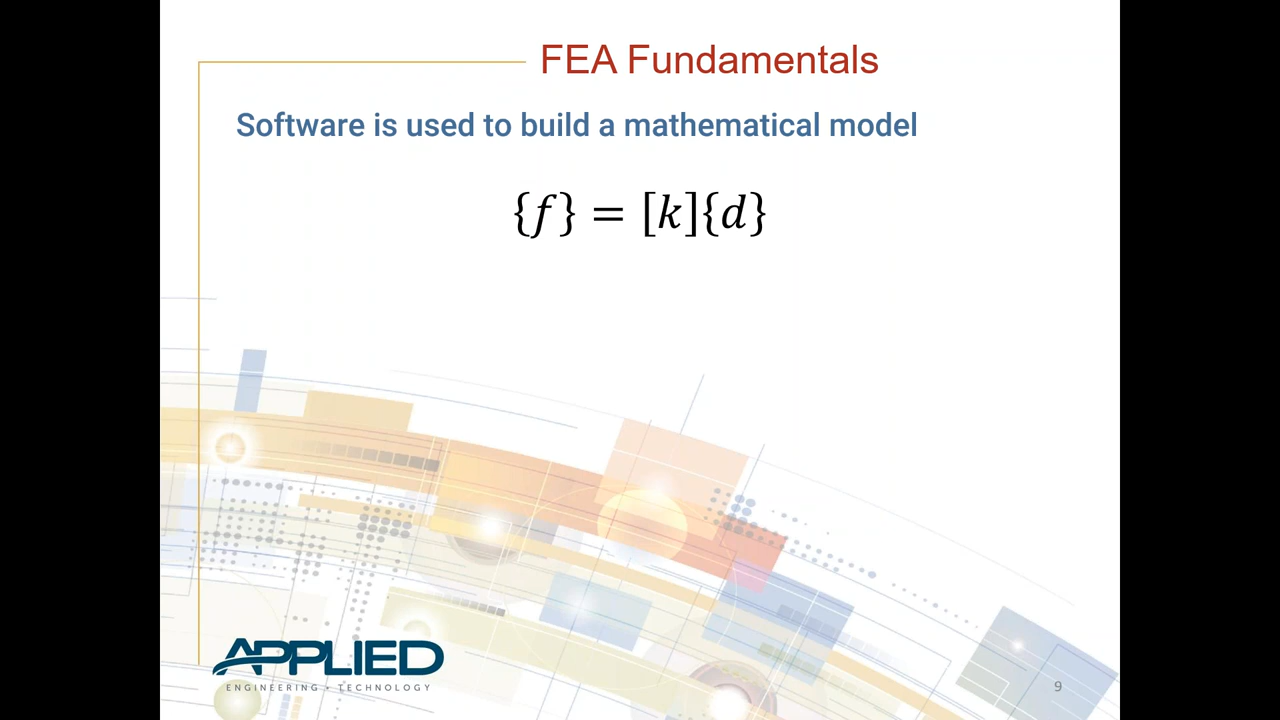 FEA Fundamentals
Software is used to build a mathematical model
{f} = [k]{d}
APPLIED
ENGINEERING • TECHNOLOGY
9